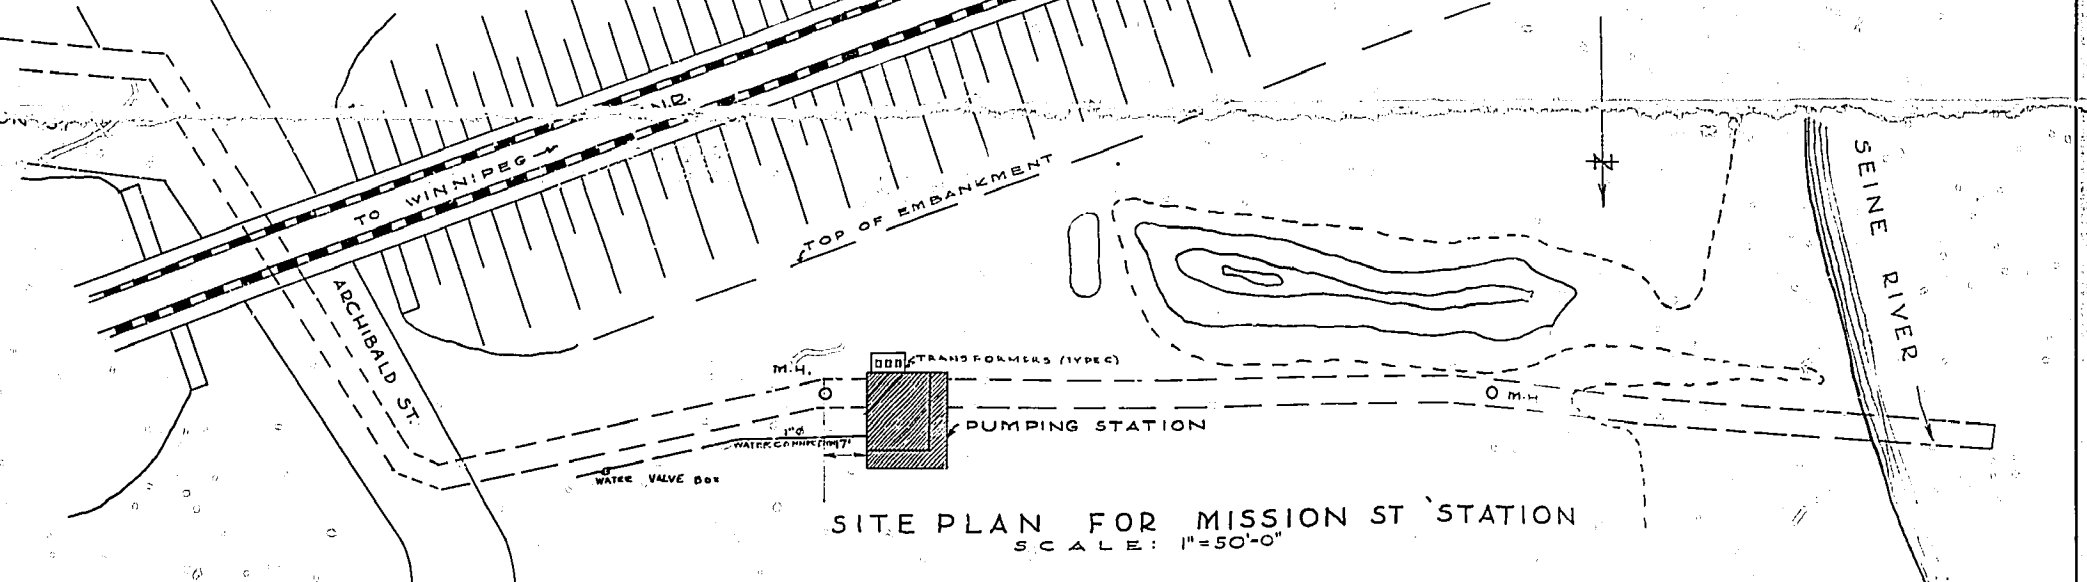 N.R.
TO WINNIPEG
TOP OF EMBANKMENT
N
SEINE RIVER
ARCHIBALD ST.
M.H.
TRANSFORMERS (TYPE C)
M.H
PUMPING STATION
1"ø
WATER CONNECTION 7'
WATER VALVE BOX
SITE PLAN FOR MISSION ST STATION
SCALE: 1"=50'-0"